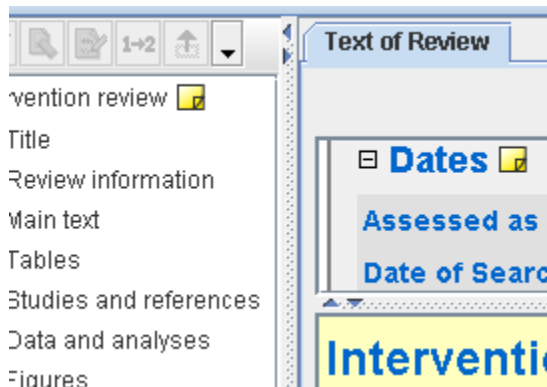 1→2
Text of Review
vention review
Title
Review information
Main text
Tables
Studies and references
Data and analyses
Figures
Dates
Assessed as
Date of Searc
Interventi